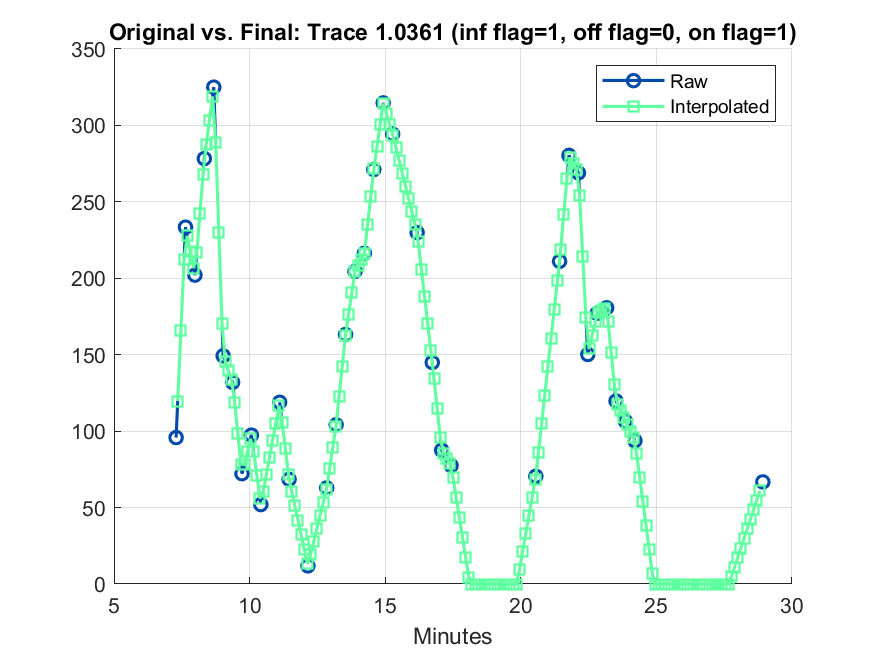 Original vs. Final: Trace 1.0361 (inf flag=1, off flag=0, on flag=1)
350
300
250
200
150
100
50
0
Raw
Interpolated
5 10 15 20 25 30
Minutes